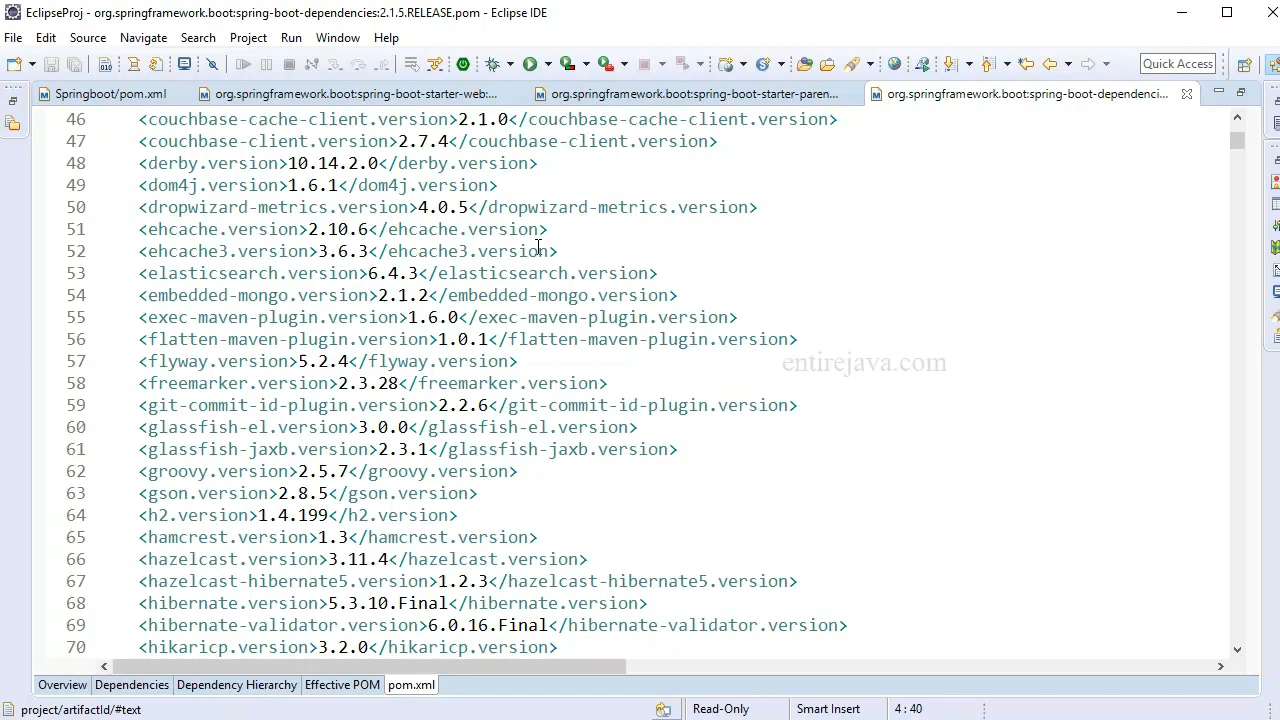 EclipseProj - org.springframework.boot:spring-boot-dependencies:2.1.5.RELEASE.pom - Eclipse IDE
File Edit Source Navigate Search Project Run Window Help
Quick Access
Springboot/pom.xml org.springframework.boot:spring-boot-starter-web:... org.springframework.boot:spring-boot-starter-paren... org.springframework.boot:spring-boot-dependenci...
46 <couchbase-cache-client.version>2.1.0</couchbase-cache-client.version>
47 <couchbase-client.version>2.7.4</couchbase-client.version>
48 <derby.version>10.14.2.0</derby.version>
49 <dom4j.version>1.6.1</dom4j.version>
50 <dropwizard-metrics.version>4.0.5</dropwizard-metrics.version>
51 <ehcache.version>2.10.6</ehcache.version>
52 <ehcache3.version>3.6.3</ehcache3.version>
53 <elasticsearch.version>6.4.3</elasticsearch.version>
54 <embedded-mongo.version>2.1.2</embedded-mongo.version>
55 <exec-maven-plugin.version>1.6.0</exec-maven-plugin.version>
56 <flatten-maven-plugin.version>1.0.1</flatten-maven-plugin.version>
57 <flyway.version>5.2.4</flyway.version>
entirejava.com
58 <freemarker.version>2.3.28</freemarker.version>
59 <git-commit-id-plugin.version>2.2.6</git-commit-id-plugin.version>
60 <glassfish-el.version>3.0.0</glassfish-el.version>
61 <glassfish-jaxb.version>2.3.1</glassfish-jaxb.version>
62 <groovy.version>2.5.7</groovy.version>
63 <gson.version>2.8.5</gson.version>
64 <h2.version>1.4.199</h2.version>
65 <hamcrest.version>1.3</hamcrest.version>
66 <hazelcast.version>3.11.4</hazelcast.version>
67 <hazelcast-hibernate5.version>1.2.3</hazelcast-hibernate5.version>
68 <hibernate.version>5.3.10.Final</hibernate.version>
69 <hibernate-validator.version>6.0.16.Final</hibernate-validator.version>
70 <hikaricp.version>3.2.0</hikaricp.version>
Overview Dependencies Dependency Hierarchy Effective POM pom.xml
project/artifactId/#text Read-Only Smart Insert 4 : 40